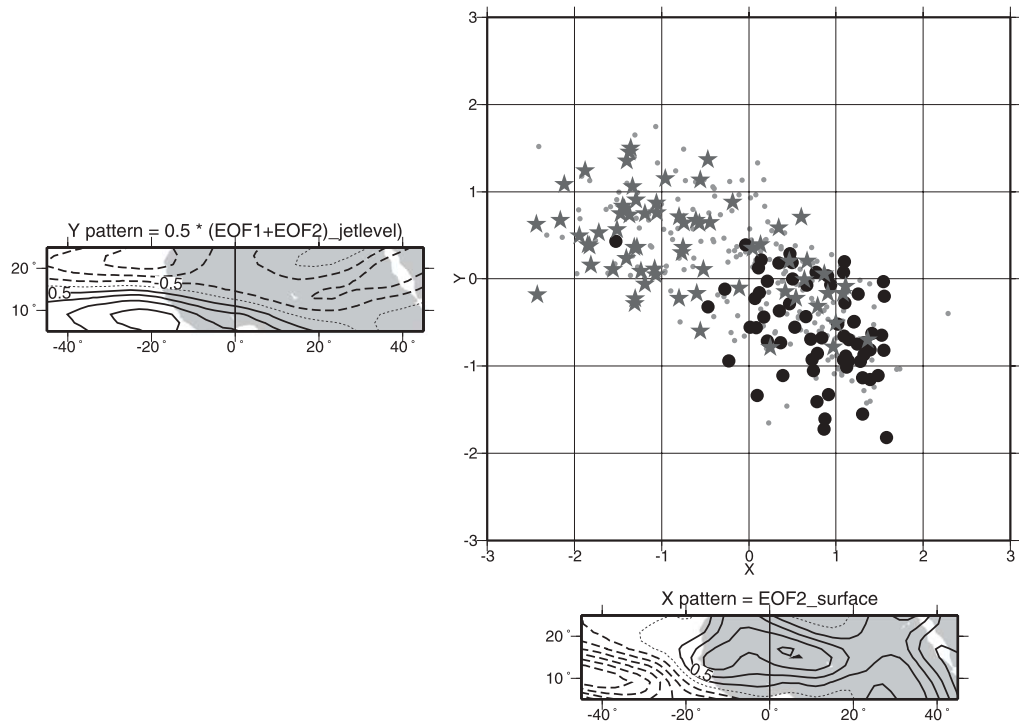 3
2
1
Y 0
-1
-2
-3
-3 -2 -1 0 1 2 3
X
Y pattern = 0.5 * (EOF1+EOF2)_jetlevel)
20°
10°
0.5
-0.5
-40° -20° 0° 20° 40°
X pattern = EOF2_surface
20°
10°
0.5
-40° -20° 0° 20° 40°